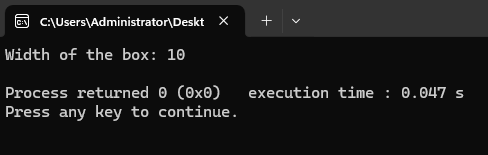 C:\Users\Administrator\Deskt
Width of the box: 10
Process returned 0 (0x0)   execution time : 0.047 s
Press any key to continue.